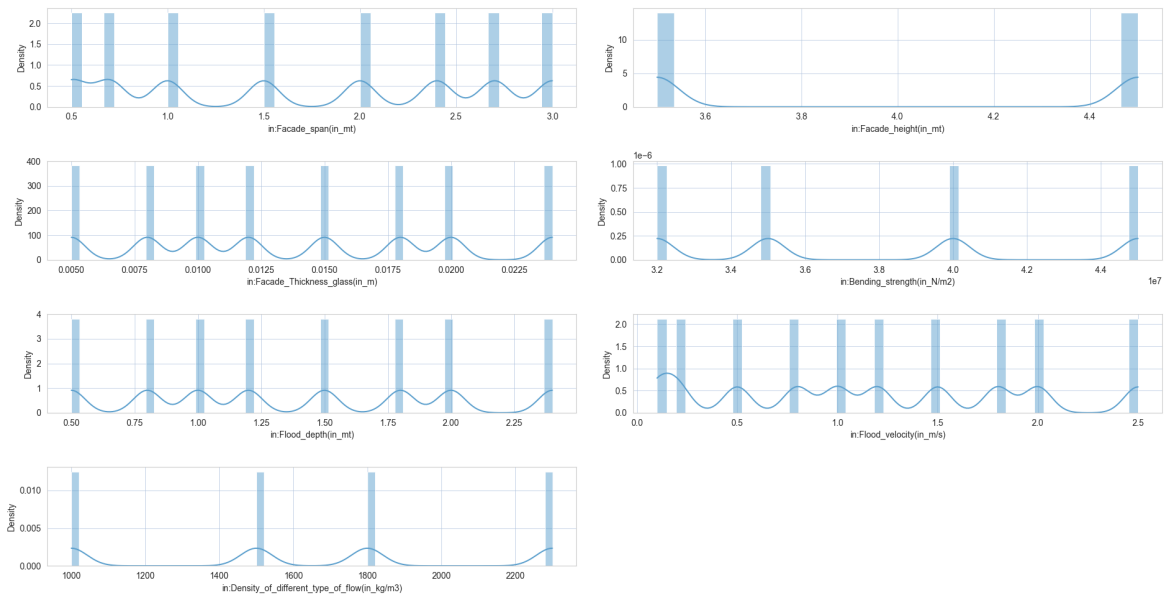 2.0
1.5
1.0
0.5
0.0
Density
0.5 1.0 1.5 2.0 2.5 3.0
in:Facade_span(in_mt)
10
5
0
Density
3.6 3.8 4.0 4.2 4.4
in:Facade_height(in_mt)
400
300
200
100
0
Density
0.0050 0.0075 0.0100 0.0125 0.0150 0.0175 0.0200 0.0225
in:Facade_Thickness_glass(in_m)
1e−6
1.00
0.75
0.50
0.25
0.00
Density
3.2 3.4 3.6 3.8 4.0 4.2 4.4
in:Bending_strength(in_N/m2)
1e7
4
3
2
1
0
Density
0.50 0.75 1.00 1.25 1.50 1.75 2.00 2.25
in:Flood_depth(in_mt)
2.0
1.5
1.0
0.5
0.0
Density
0.0 0.5 1.0 1.5 2.0 2.5
in:Flood_velocity(in_m/s)
0.010
0.005
0.000
Density
1000 1200 1400 1600 1800 2000 2200
in:Density_of_different_type_of_flow(in_kg/m3)